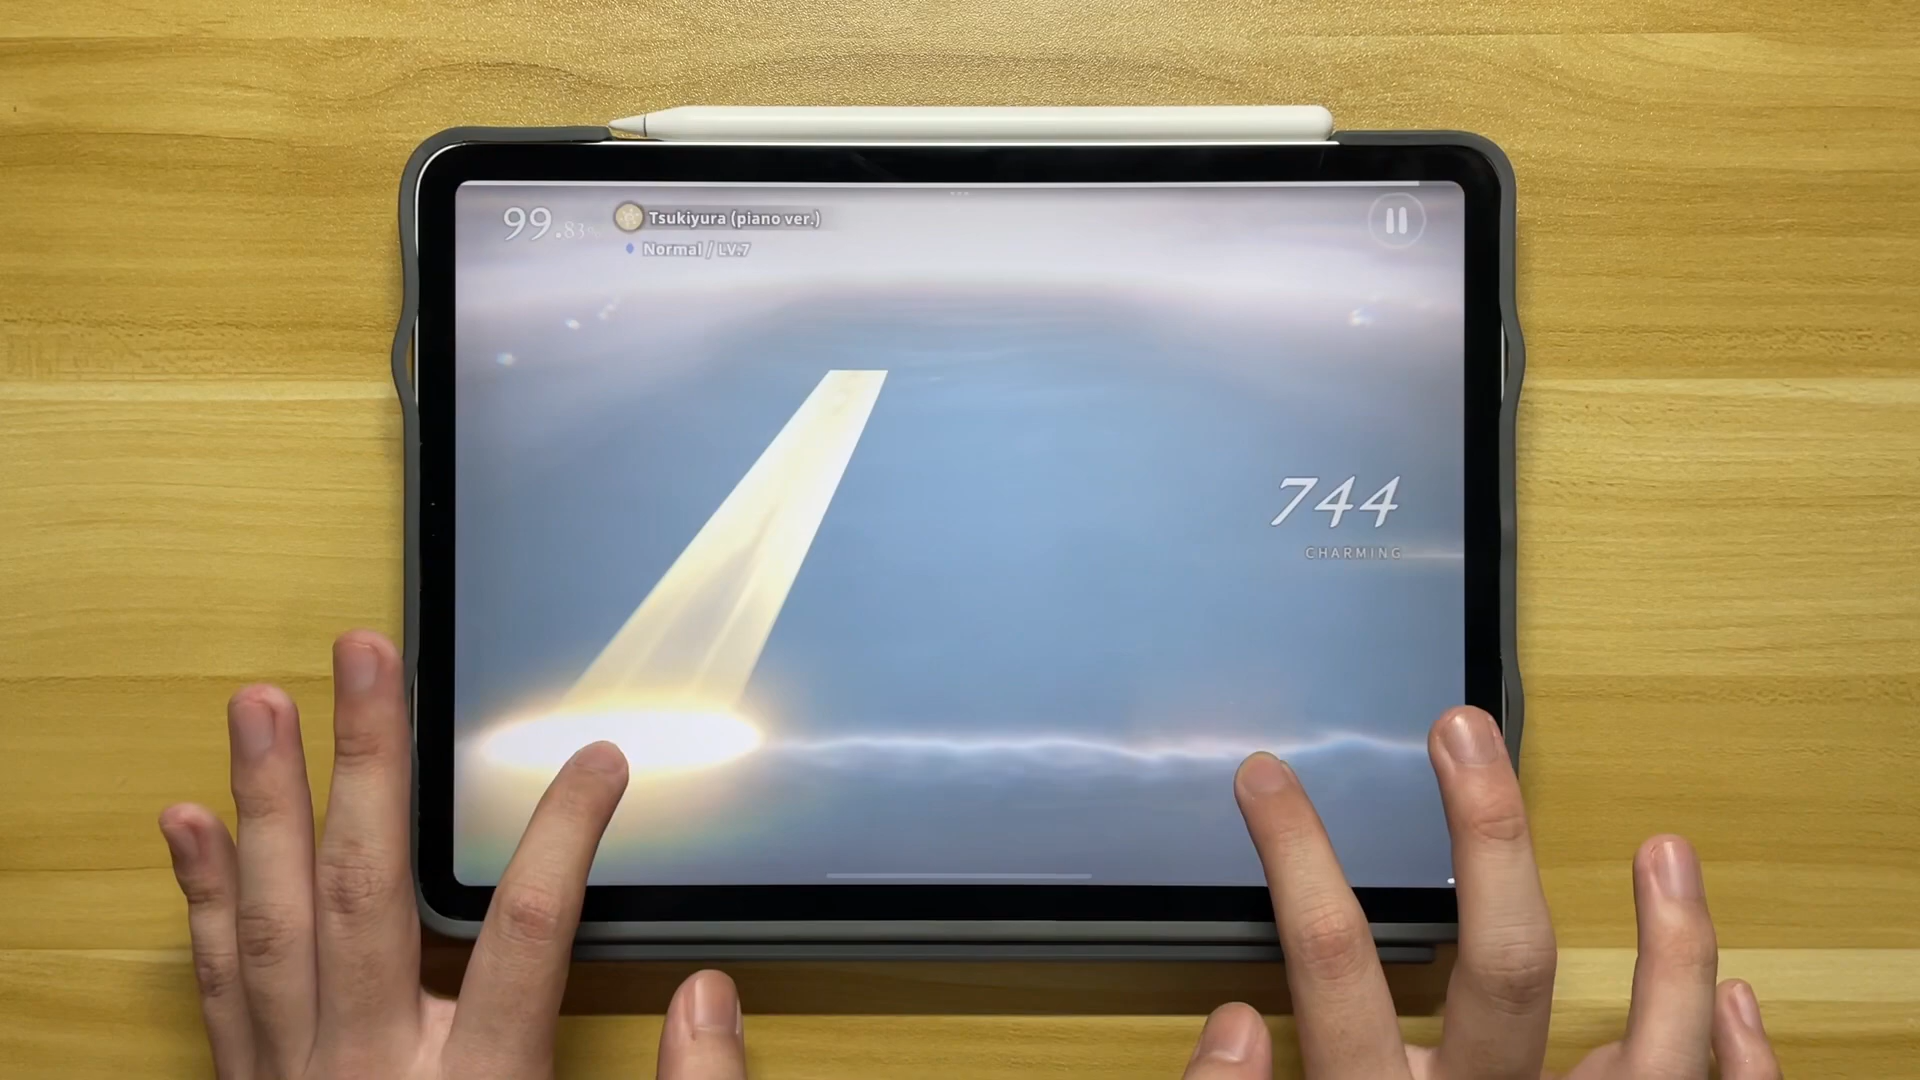 99.83%
Tsukiyura (piano ver.)
Normal / LV.7
744
CHARMING